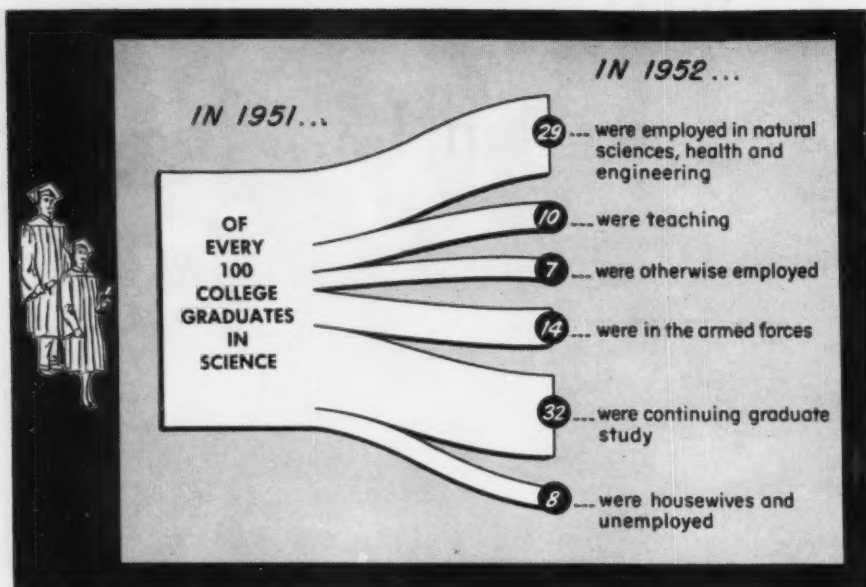 IN 1951...
OF
EVERY
100
COLLEGE
GRADUATES
IN
SCIENCE
IN 1952...
29 ... were employed in natural
sciences, health and
engineering
10 ... were teaching
7 ... were otherwise employed
14 ... were in the armed forces
32 ... were continuing graduate
study
8 ... were housewives and
unemployed